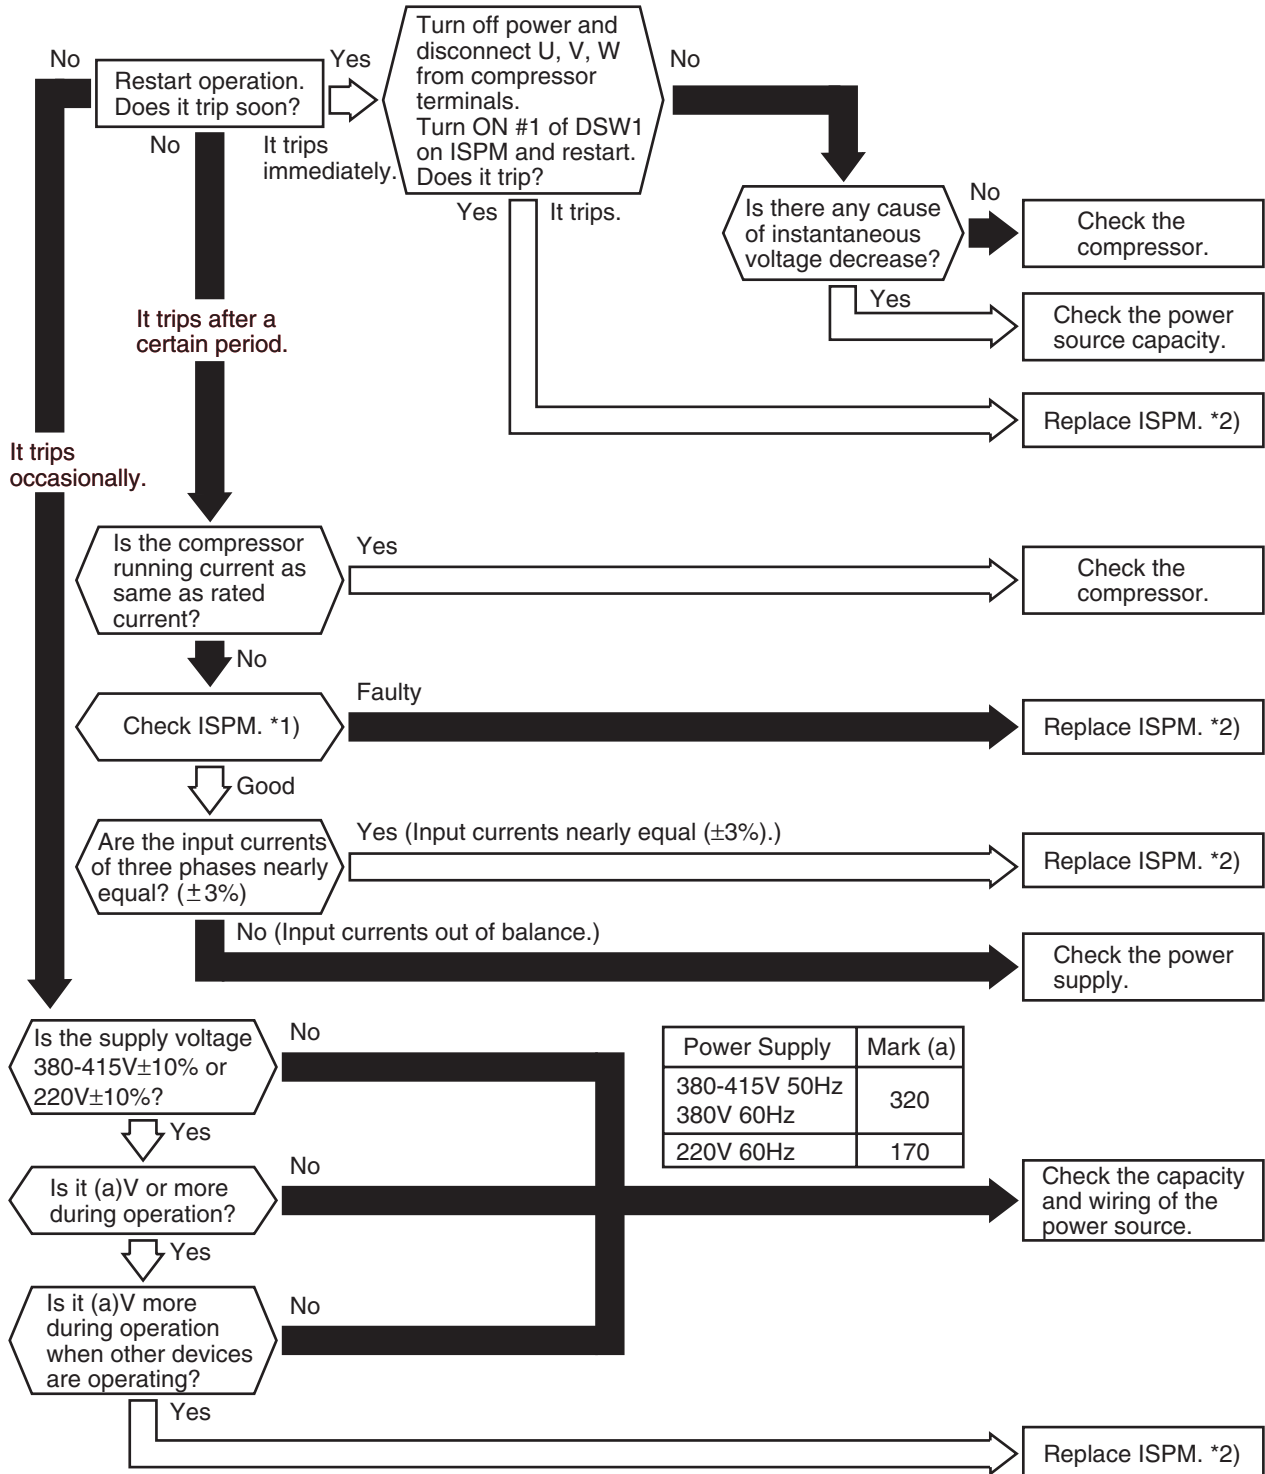 No
Restart operation.
Does it trip soon?
Yes
No
It trips
immediately.
Turn off power and
disconnect U, V, W
from compressor
terminals.
Turn ON #1 of DSW1
on ISPM and restart.
Does it trip?
No
Yes
It trips.
Is there any cause
of instantaneous
voltage decrease?
No
Check the
compressor.
Yes
Check the power
source capacity.
Replace ISPM. *2)
It trips after a
certain period.
It trips
occasionally.
Is the compressor
running current as
same as rated
current?
Yes
Check the
compressor.
No
Check ISPM. *1)
Faulty
Replace ISPM. *2)
Good
Are the input currents
of three phases nearly
equal? (±3%)
Yes (Input currents nearly equal (±3%).)
Replace ISPM. *2)
No (Input currents out of balance.)
Check the power
supply.
Is the supply voltage
380-415V±10% or
220V±10%?
No
Power Supply Mark (a)
380-415V 50Hz
380V 60Hz
320
220V 60Hz 170
Yes
Is it (a)V or more
during operation?
No
Check the capacity
and wiring of the
power source.
Yes
Is it (a)V more
during operation
when other devices
are operating?
No
Yes
Replace ISPM. *2)